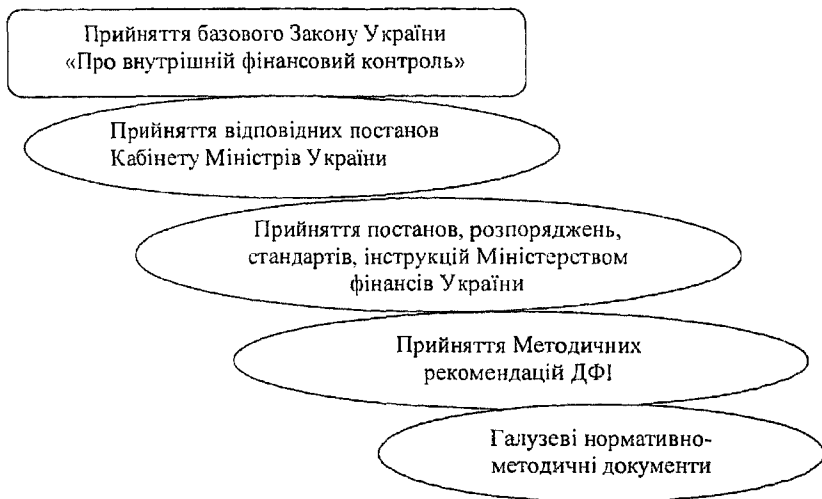 Прийняття базового Закону України
«Про внутрішній фінансовий контроль»
Прийняття відповідних постанов
Кабінету Міністрів України
Прийняття постанов, розпоряджень,
стандартів, інструкцій Міністерством
фінансів України
Прийняття Методичних
рекомендацій ДФІ
Галузеві нормативно-
методичні документи